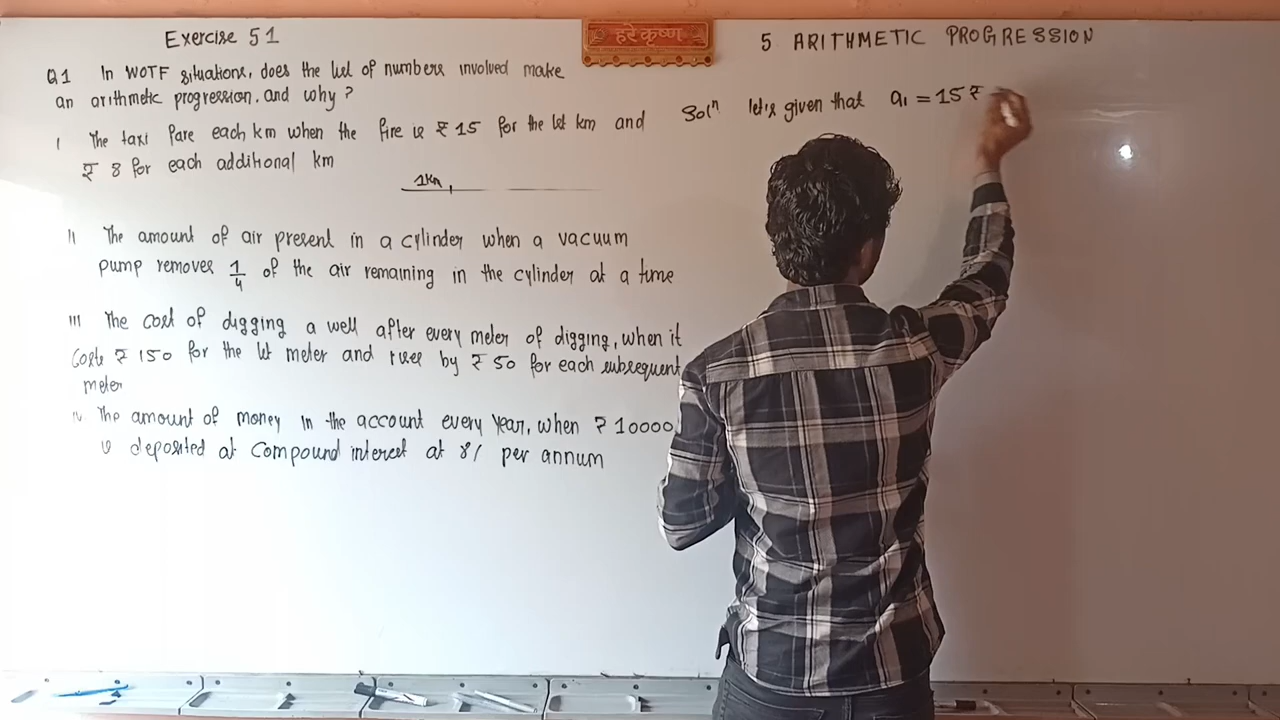 हरे कृष्ण
Exercise 5 1
5 ARITHMETIC PROGRESSION
Q1 In WOTF situations, does the list of numbers involved make
an arithmetic progression. and why?
I The taxi fare each km when the fire is ₹ 15 for the 1st km and
₹ 8 for each additional km
1km
II The amount of air present in a cylinder when a vacuum
pump removes 1/4 of the air remaining in the cylinder at a time
III The cost of digging a well after every meter of digging, when it
Costs ₹ 150 for the 1st meter and rises by ₹ 50 for each subsequent
meter
IV The amount of money in the account every year, when ₹ 10000
is deposited at Compound interest at 8% per annum
Solⁿ let's given that a₁ = 15 ₹